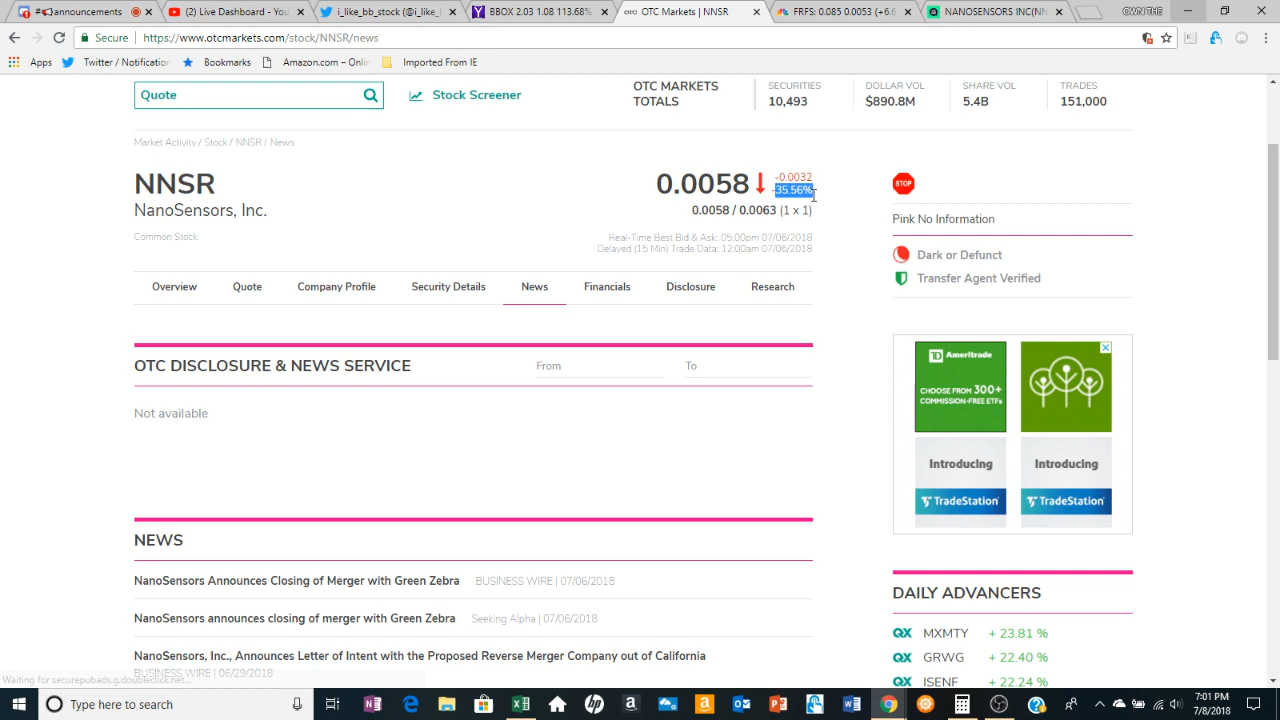 #📢announcements
(2) Live Dashboard - You
i_like_bb_stock (@i_like_
BBOX 2.03 1.08 113.68%
OTC Markets | NNSR
FRFS: 0.085 0.0053 (+6.6
NANOSENSORS INC(NN
OWN THE
Secure
https://www.otcmarkets.com/stock/NNSR/news
Apps
Twitter / Notification
Bookmarks
Amazon.com – Onli
Imported From IE
Quote
Stock Screener
OTC MARKETS TOTALS
SECURITIES
10,493
DOLLAR VOL
$890.8M
SHARE VOL
5.4B
TRADES
151,000
Market Activity / Stock / NNSR / News
NNSR
NanoSensors, Inc.
Common Stock
0.0058
-0.0032
-35.56%
0.0058 / 0.0063 (1 x 1)
Real-Time Best Bid & Ask: 05:00pm 07/06/2018
Delayed (15 Min) Trade Data: 12:00am 07/06/2018
STOP
Pink No Information
Dark or Defunct
Transfer Agent Verified
Overview
Quote
Company Profile
Security Details
News
Financials
Disclosure
Research
OTC DISCLOSURE & NEWS SERVICE
From
To
Not available
Ameritrade
CHOOSE FROM 300+
COMMISSION-FREE ETFs
Introducing
TradeStation
Introducing
TradeStation
NEWS
NanoSensors Announces Closing of Merger with Green Zebra BUSINESS WIRE | 07/06/2018
NanoSensors announces closing of merger with Green Zebra Seeking Alpha | 07/06/2018
NanoSensors, Inc., Announces Letter of Intent with the Proposed Reverse Merger Company out of California
BUSINESS WIRE | 06/29/2018
DAILY ADVANCERS
QX MXMTY + 23.81 %
QX GRWG + 22.40 %
QX ISENF + 22.24 %
Waiting for securepubads.g.doubleclick.net...
Type here to search
7:01 PM
7/8/2018